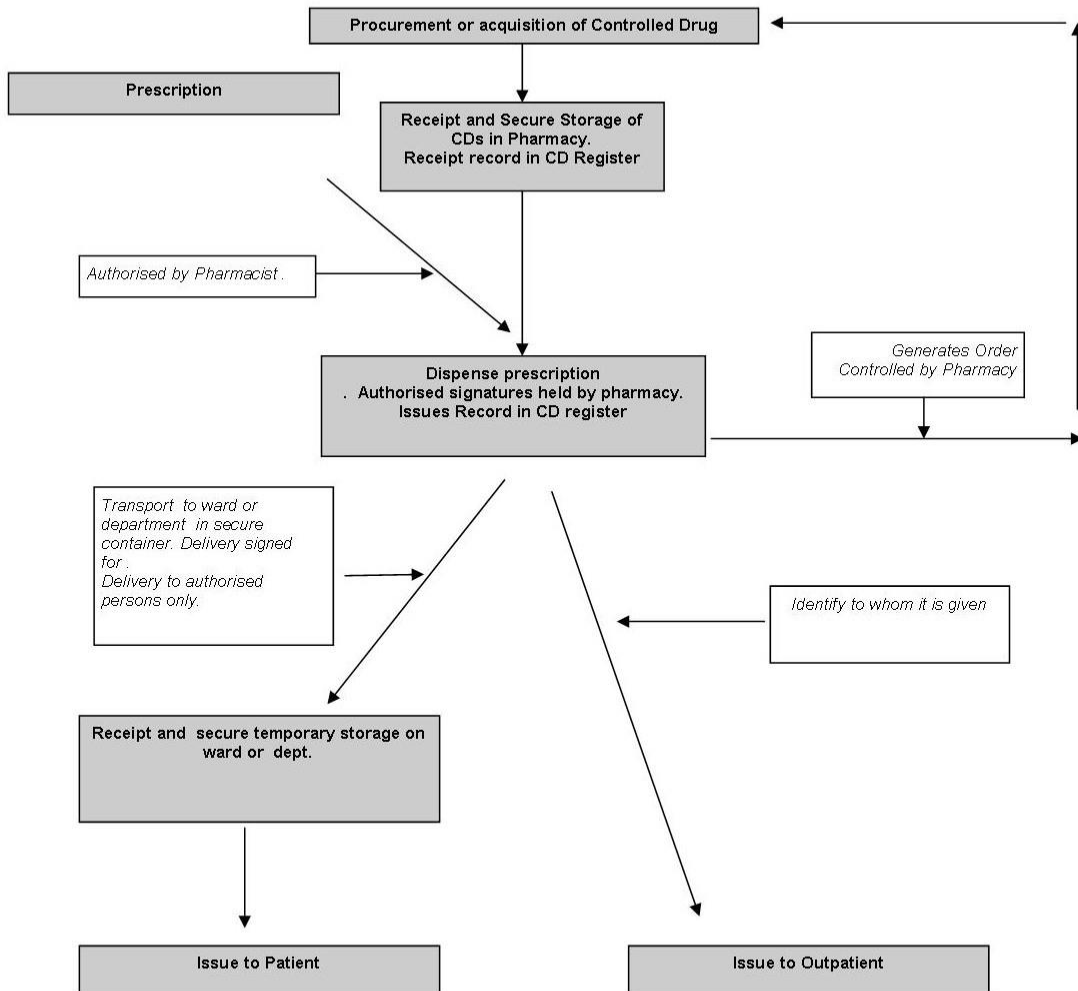 Procurement or acquisition of Controlled Drug
Prescription
Receipt and Secure Storage of
CDs in Pharmacy.
Receipt record in CD Register
Authorised by Pharmacist .
Generates Order
Controlled by Pharmacy
Dispense prescription
. Authorised signatures held by pharmacy.
Issues Record in CD register
Transport to ward or
department in secure
container. Delivery signed
for .
Delivery to authorised
persons only.
Identify to whom it is given
Receipt and secure temporary storage on
ward or dept.
Issue to Patient
Issue to Outpatient